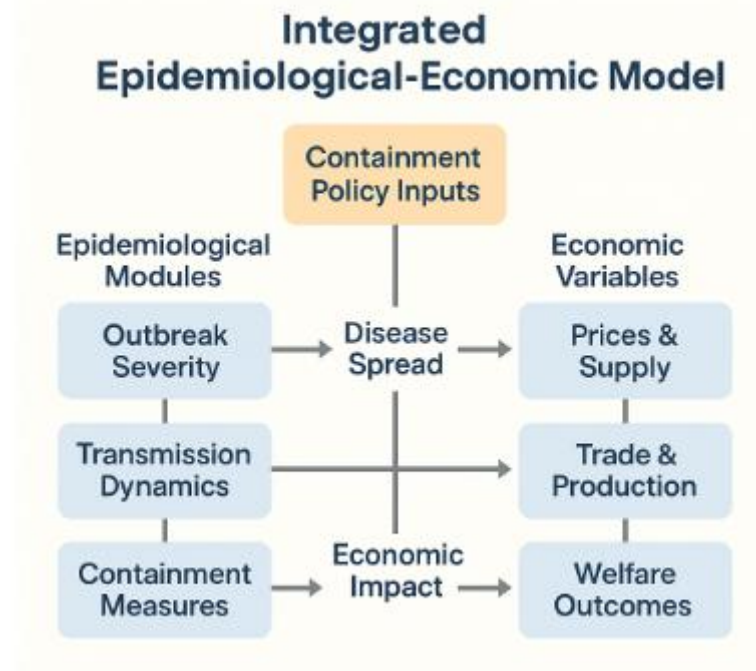 Integrated
Epidemiological-Economic Model
Containment
Policy Inputs
Epidemiological
Modules
Economic
Variables
Outbreak
Severity
Disease
Spread
Prices &
Supply
Transmission
Dynamics
Trade &
Production
Containment
Measures
Economic
Impact
Welfare
Outcomes